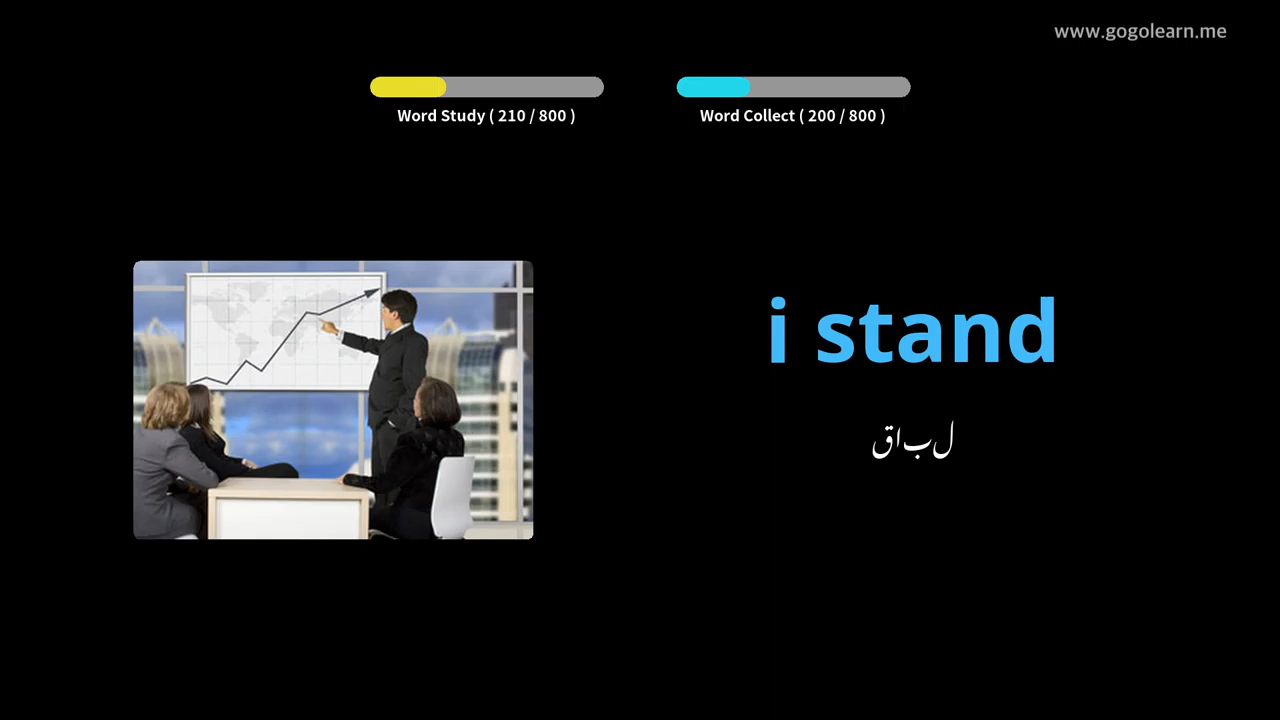 www.gogolearn.me
Word Study ( 210 / 800 )
Word Collect ( 200 / 800 )
i stand
لباق